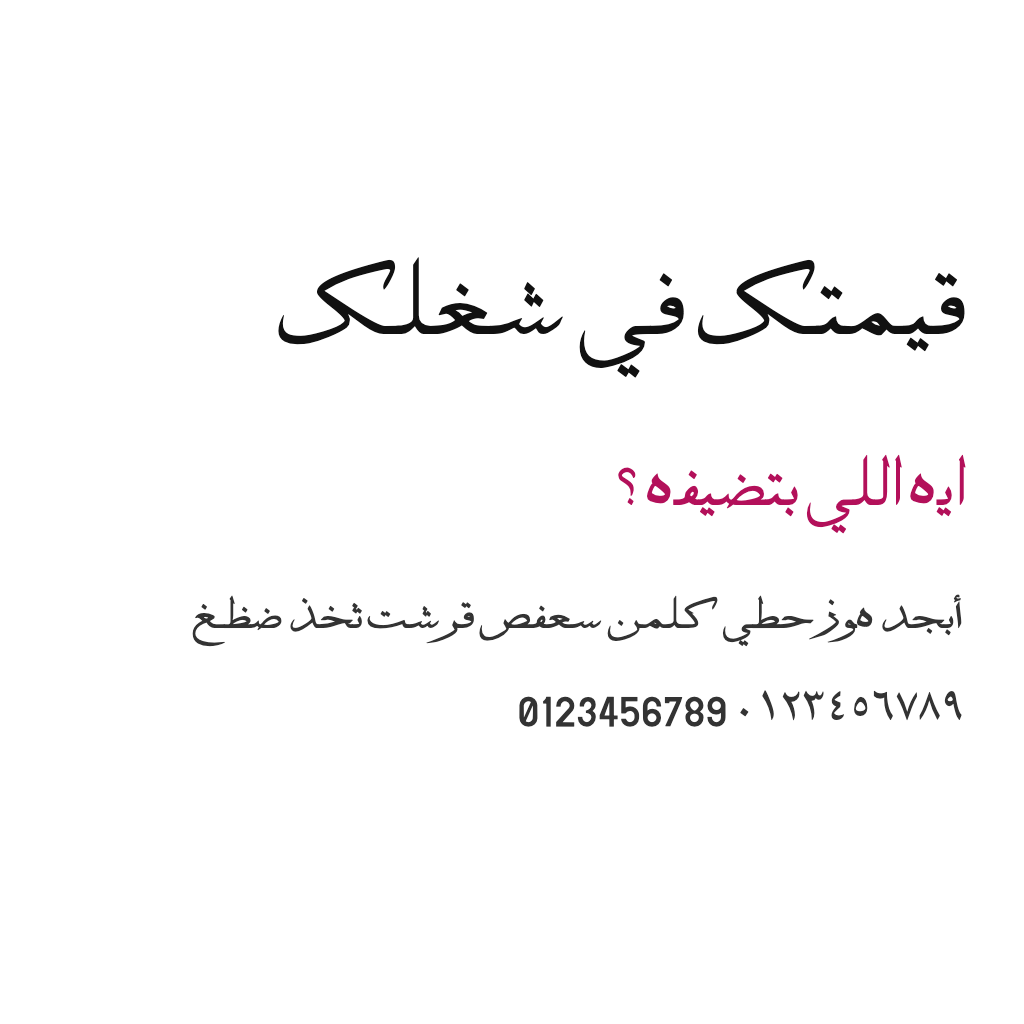 قيمتك في شغلك
ايه اللي بتضيفه ؟
أبجد هوز حطي كلمن سعفص قرشت ثخذ ضظغ
٠١٢٣٤٥٦٧٨٩ 0123456789